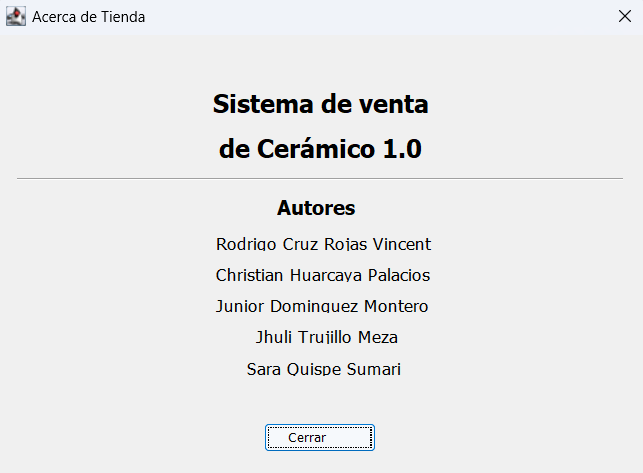 Acerca de Tienda
Sistema de venta
de Cerámico 1.0
Autores
Rodrigo Cruz Rojas Vincent
Christian Huarcaya Palacios
Junior Dominguez Montero
Jhuli Trujillo Meza
Sara Quispe Sumari
Cerrar